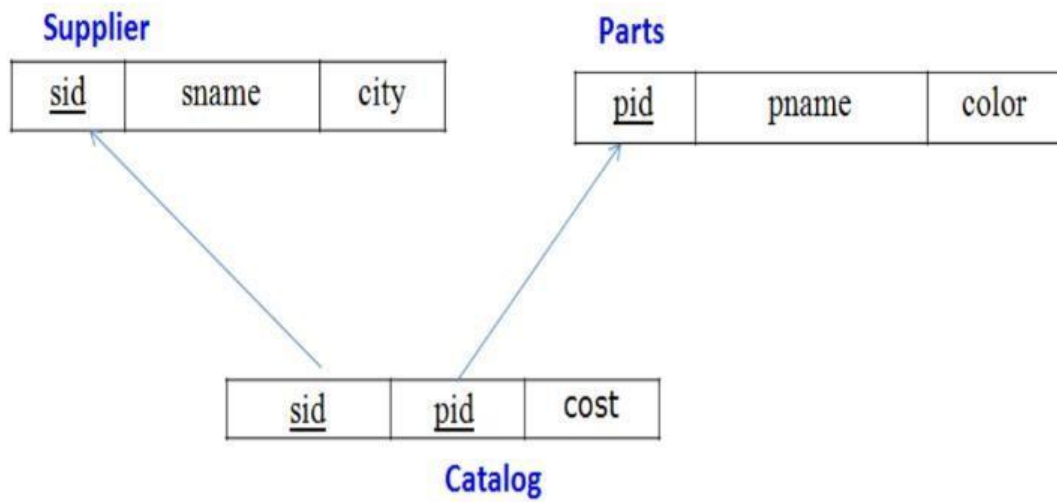 Supplier
sid sname city
Parts
pid pname color
sid pid cost
Catalog